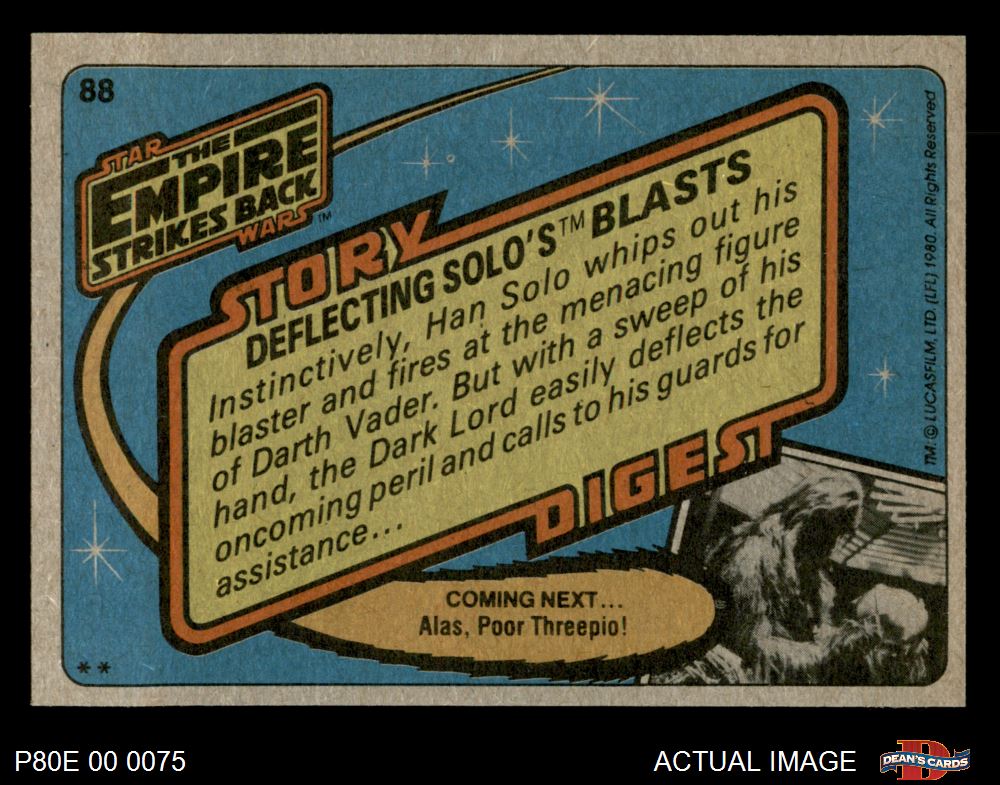 88
STAR
THE
EMPIRE
STRIKES BACK
WARS™
STORY
DEFLECTING SOLO'S™ BLASTS
Instinctively, Han Solo whips out his
blaster and fires at the menacing figure
of Darth Vader. But with a sweep of his
hand, the Dark Lord easily deflects the
oncoming peril and calls to his guards for
assistance...
DIGEST
COMING NEXT...
Alas, Poor Threepio!
**
TM: © LUCASFILM, LTD. (LFL) 1980. All Rights Reserved
P80E 00 0075
ACTUAL IMAGE
D
DEAN'S CARDS